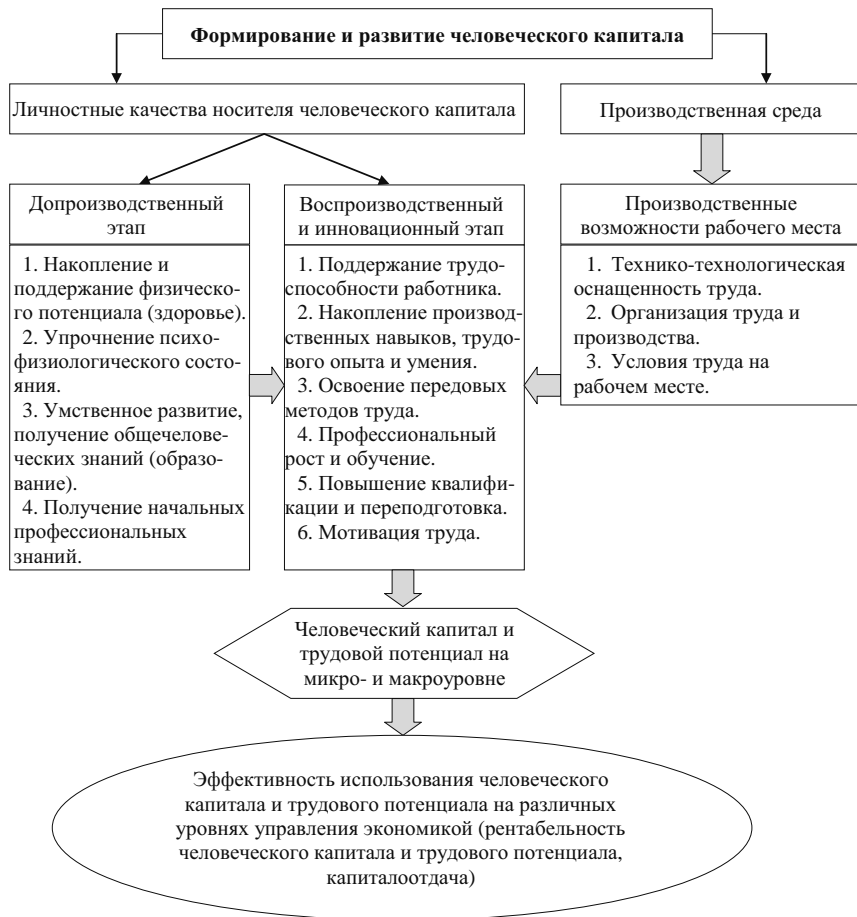 Формирование и развитие человеческого капитала
Личностные качества носителя человеческого капитала
Производственная среда
Допроизводственный
этап
1. Накопление и
поддержание физического
потенциала (здоровье).
2. Упрочнение психо-
физиологического состо-
яния.
3. Умственное развитие,
получение общечелове-
ческих знаний (образо-
вание).
4. Получение начальных
профессиональных
знаний.
Воспроизводственный
и инновационный этап
1. Поддержание трудо-
способности работника.
2. Накопление производ-
ственных навыков, трудо-
вого опыта и умения.
3. Освоение передовых
методов труда.
4. Профессиональный
рост и обучение.
5. Повышение квалифи-
кации и переподготовка.
6. Мотивация труда.
Производственные
возможности рабочего места
1. Технико-технологическая
оснащенность труда.
2. Организация труда и
производства.
3. Условия труда на
рабочем месте.
Человеческий капитал и
трудовой потенциал на
микро- и макроуровне
Эффективность использования человеческого
капитала и трудового потенциала на различных
уровнях управления экономикой (рентабельность
человеческого капитала и трудового потенциала,
капиталоотдача)